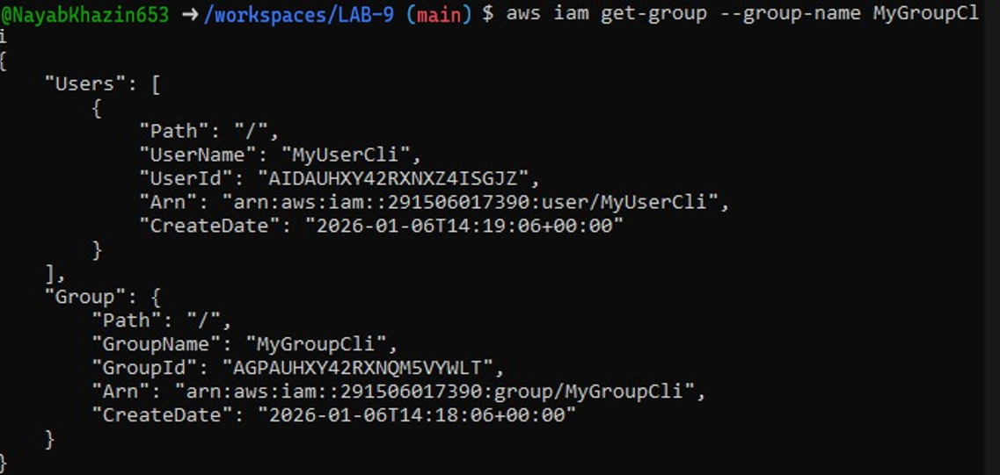 @NayabKhazin653 ➜/workspaces/LAB-9 (main) $ aws iam get-group --group-name MyGroupCl
i
{
    "Users": [
        {
            "Path": "/",
            "UserName": "MyUserCli",
            "UserId": "AIDAUHXY42RXNXZ4ISGJZ",
            "Arn": "arn:aws:iam::291506017390:user/MyUserCli",
            "CreateDate": "2026-01-06T14:19:06+00:00"
        }
    ],
    "Group": {
        "Path": "/",
        "GroupName": "MyGroupCli",
        "GroupId": "AGPAUHXY42RXNQM5VYWLT",
        "Arn": "arn:aws:iam::291506017390:group/MyGroupCli",
        "CreateDate": "2026-01-06T14:18:06+00:00"
    }
}